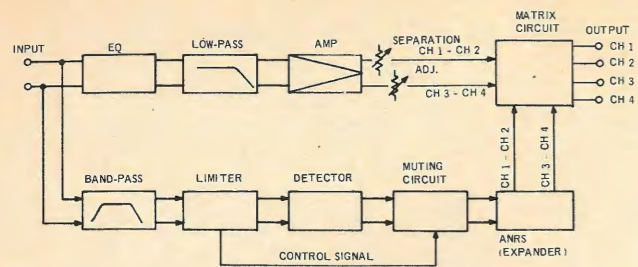 INPUT
EQ
LOW-PASS
AMP
SEPARATION
CH 1 - CH 2
ADJ.
CH 3 - CH 4
MATRIX
CIRCUIT
OUTPUT
CH 1
CH 2
CH 3
CH 4
CH 1 - CH 2
CH 3 - CH 4
BAND-PASS
LIMITER
DETECTOR
MUTING
CIRCUIT
ANRS
(EXPANDER)
CONTROL SIGNAL